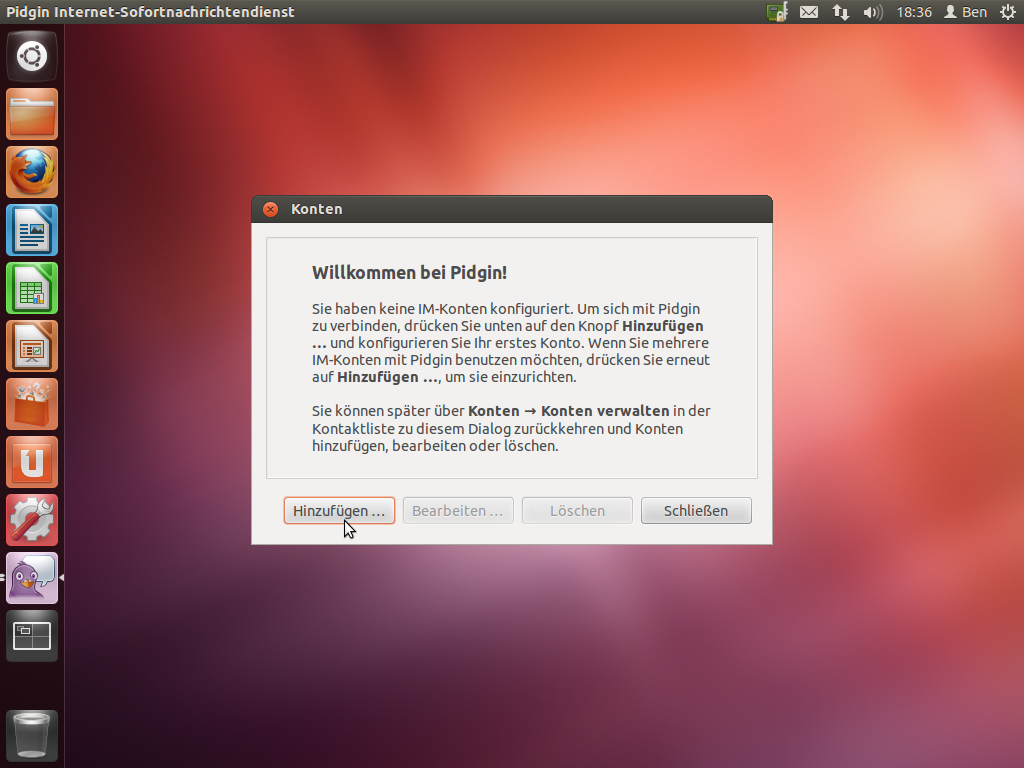 Pidgin Internet-Sofortnachrichtendienst
18:36
Ben
Konten
Willkommen bei Pidgin!
Sie haben keine IM-Konten konfiguriert. Um sich mit Pidgin
zu verbinden, drücken Sie unten auf den Knopf Hinzufügen
... und konfigurieren Sie Ihr erstes Konto. Wenn Sie mehrere
IM-Konten mit Pidgin benutzen möchten, drücken Sie erneut
auf Hinzufügen ..., um sie einzurichten.
Sie können später über Konten → Konten verwalten in der
Kontaktliste zu diesem Dialog zurückkehren und Konten
hinzufügen, bearbeiten oder löschen.
Hinzufügen ...
Bearbeiten ...
Löschen
Schließen